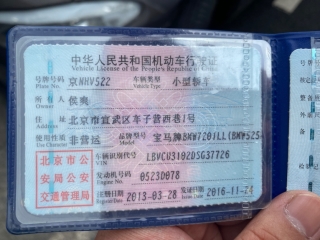 中华人民共和国机动车行驶证
Vehicle License of the People's Republic of China
号牌号码 京NHV522 车辆类型 小型轿车
Plate No. Vehicle Type
所有人 侯爽
Owner
住址 北京市宣武区车子营西巷1号
Address
使用性质 非营运 品牌型号 宝马牌BMW7201LL(BMW525
Use Character Model
北京市公 车辆识别代号 LBVCU3102DSG37726
VIN
安局公安 发动机号码 0523D078
Engine No.
交通管理局 注册日期 2013-03-28 发证日期 2016-11-24
Register Date Issue Date